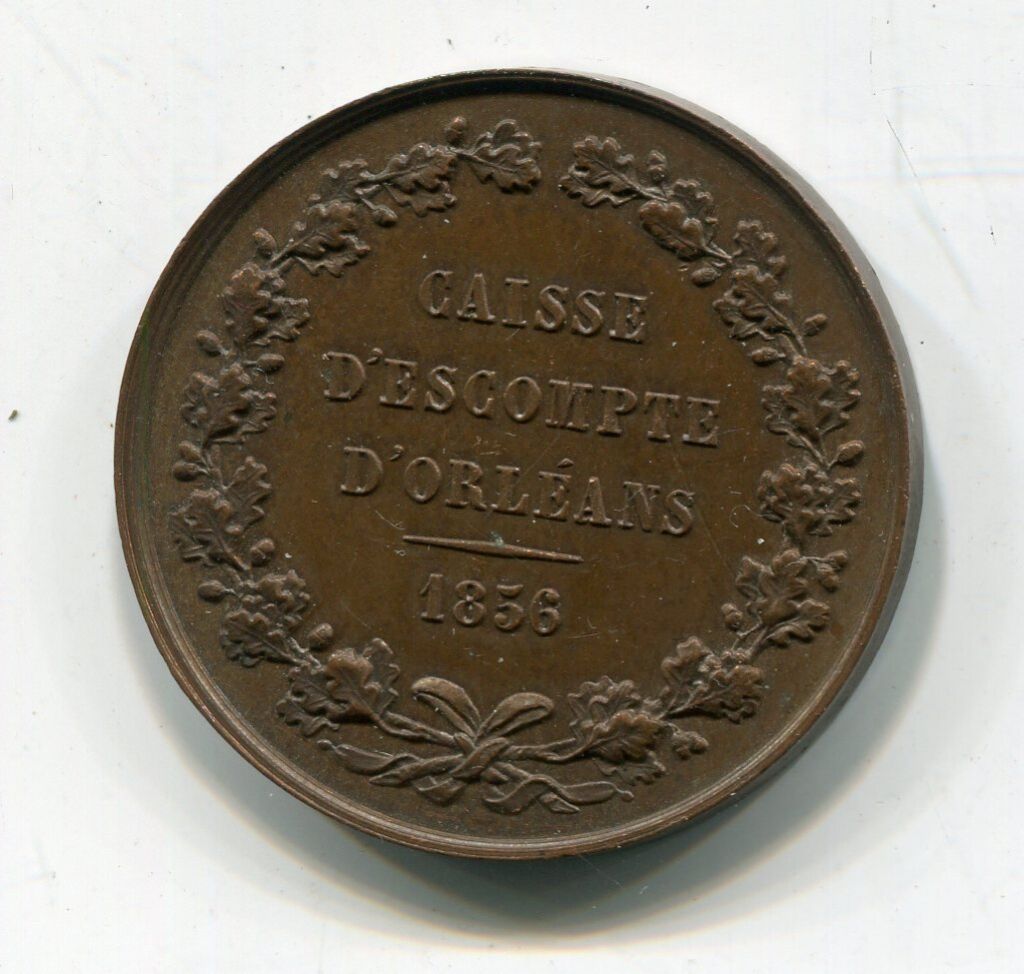 CAISSE
D'ESCOMPTE
D'ORLÉANS
1856